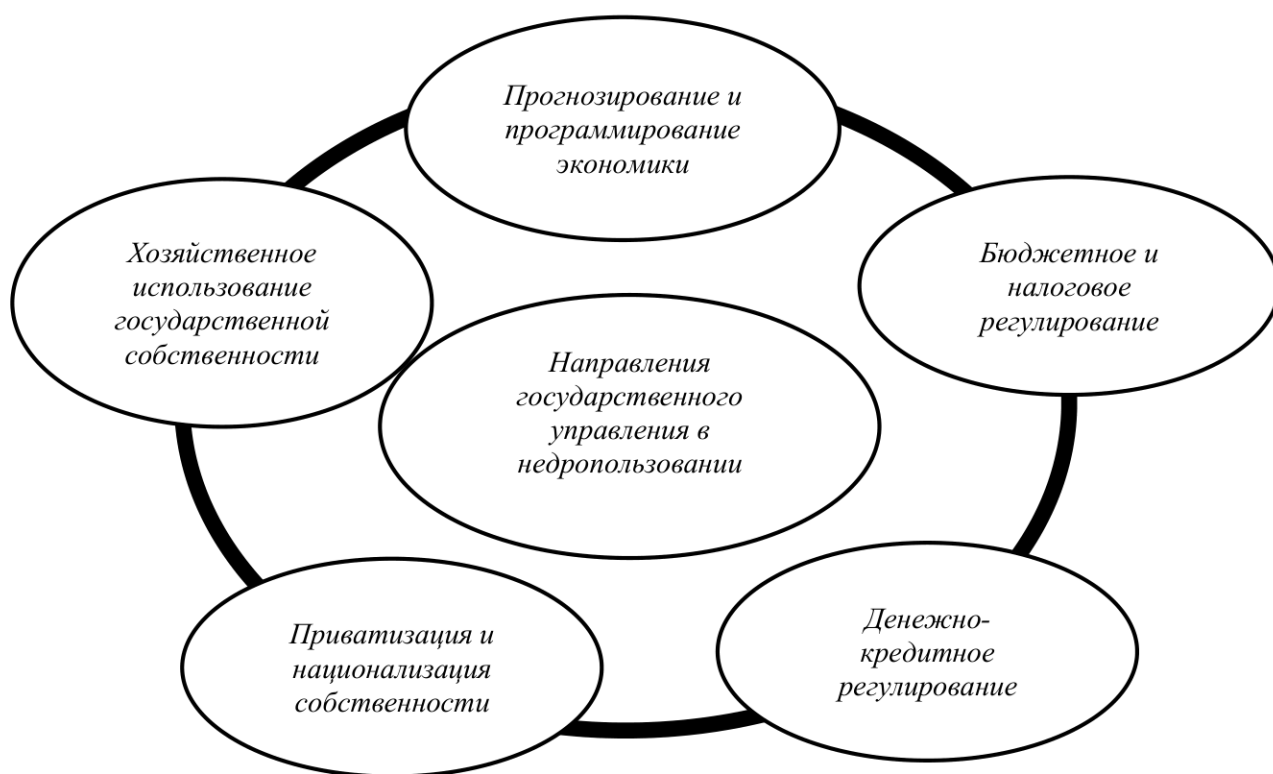 Прогнозирование и
программирование
экономики
Хозяйственное
использование
государственной
собственности
Бюджетное и
налоговое
регулирование
Направления
государственного
управления в
недропользовании
Приватизация и
национализация
собственности
Денежно-
кредитное
регулирование